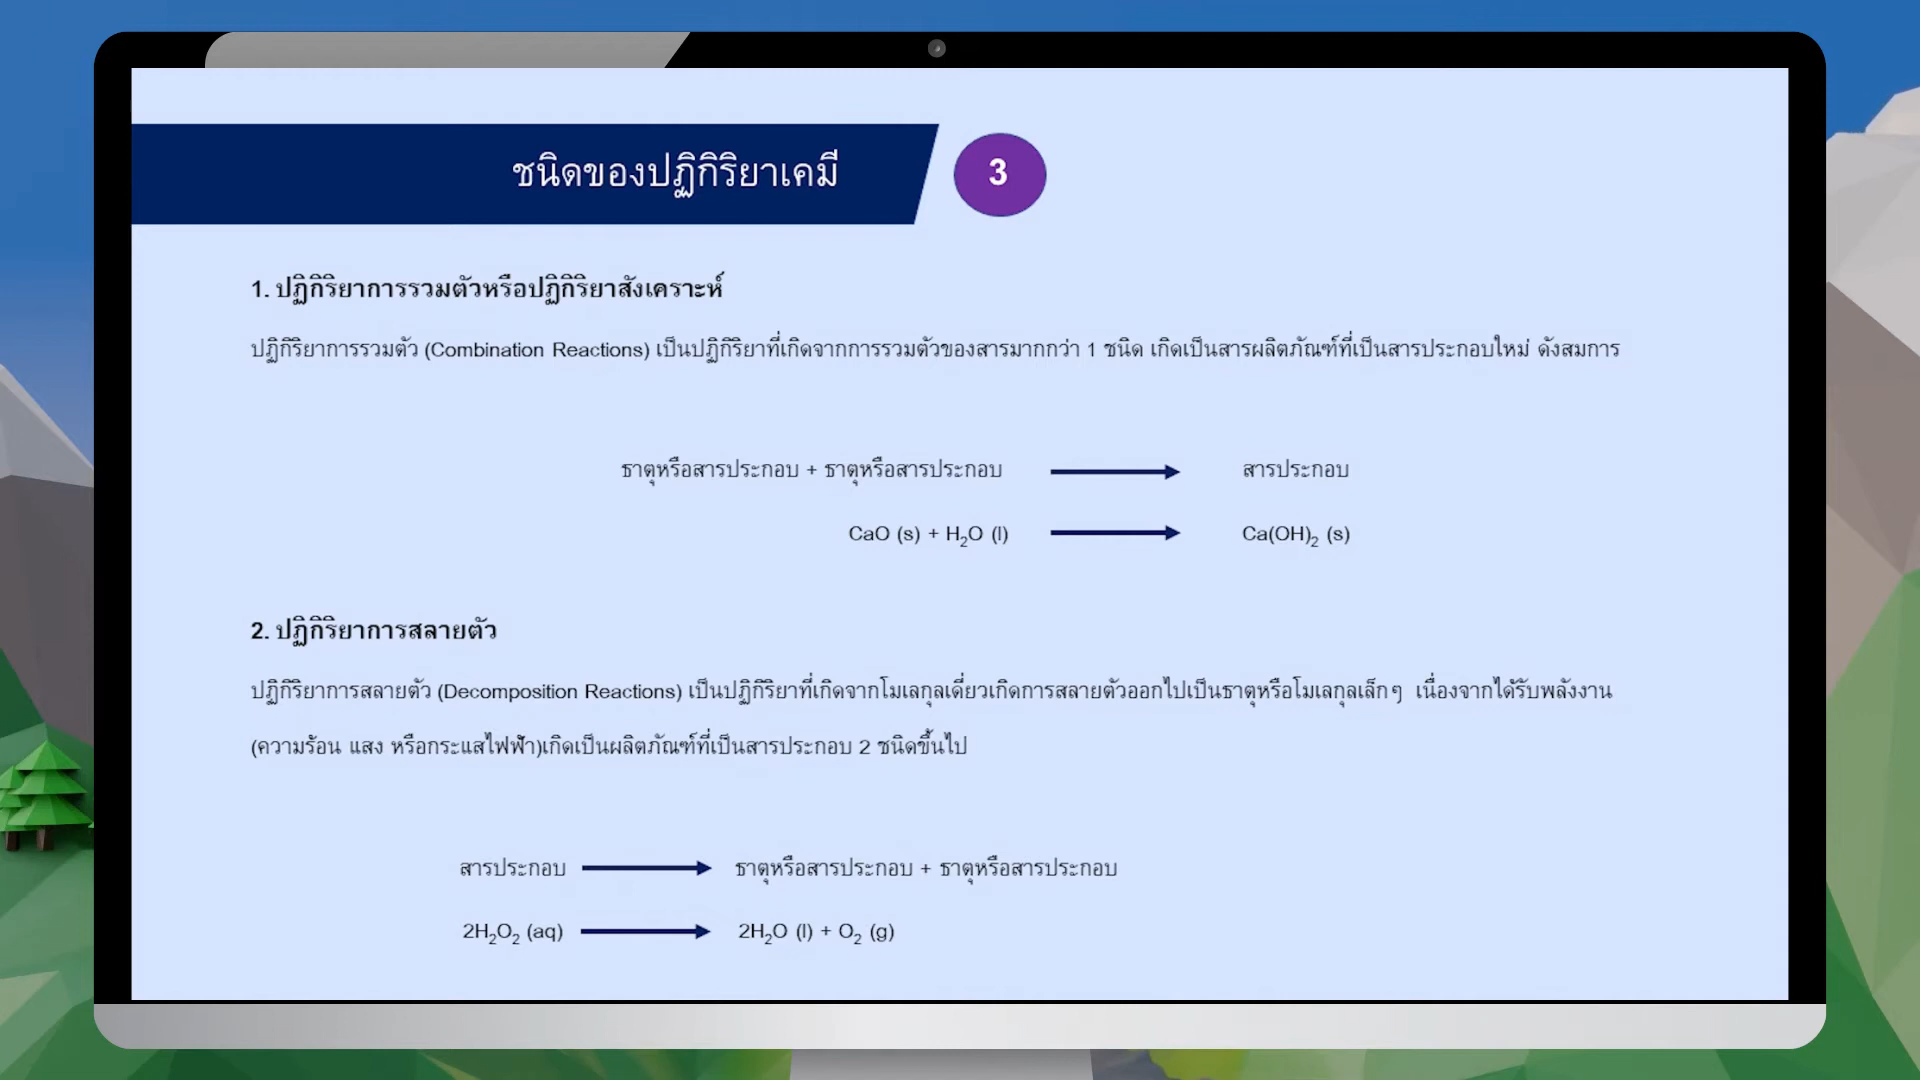 ชนิดของปฏิกิริยาเคมี 3
1. ปฏิกิริยาการรวมตัวหรือปฏิกิริยาสังเคราะห์
ปฏิกิริยาการรวมตัว (Combination Reactions) เป็นปฏิกิริยาที่เกิดจากการรวมตัวของสารมากกว่า 1 ชนิด เกิดเป็นสารผลิตภัณฑ์ที่เป็นสารประกอบใหม่ ดังสมการ
ธาตุหรือสารประกอบ + ธาตุหรือสารประกอบ → สารประกอบ
CaO (s) + H₂O (l) → Ca(OH)₂ (s)
2. ปฏิกิริยาการสลายตัว
ปฏิกิริยาการสลายตัว (Decomposition Reactions) เป็นปฏิกิริยาที่เกิดจากโมเลกุลเดี่ยวเกิดการสลายตัวออกไปเป็นธาตุหรือโมเลกุลเล็กๆ เนื่องจากได้รับพลังงาน
(ความร้อน แสง หรือกระแสไฟฟ้า)เกิดเป็นผลิตภัณฑ์ที่เป็นสารประกอบ 2 ชนิดขึ้นไป
สารประกอบ → ธาตุหรือสารประกอบ + ธาตุหรือสารประกอบ
2H₂O₂ (aq) → 2H₂O (l) + O₂ (g)